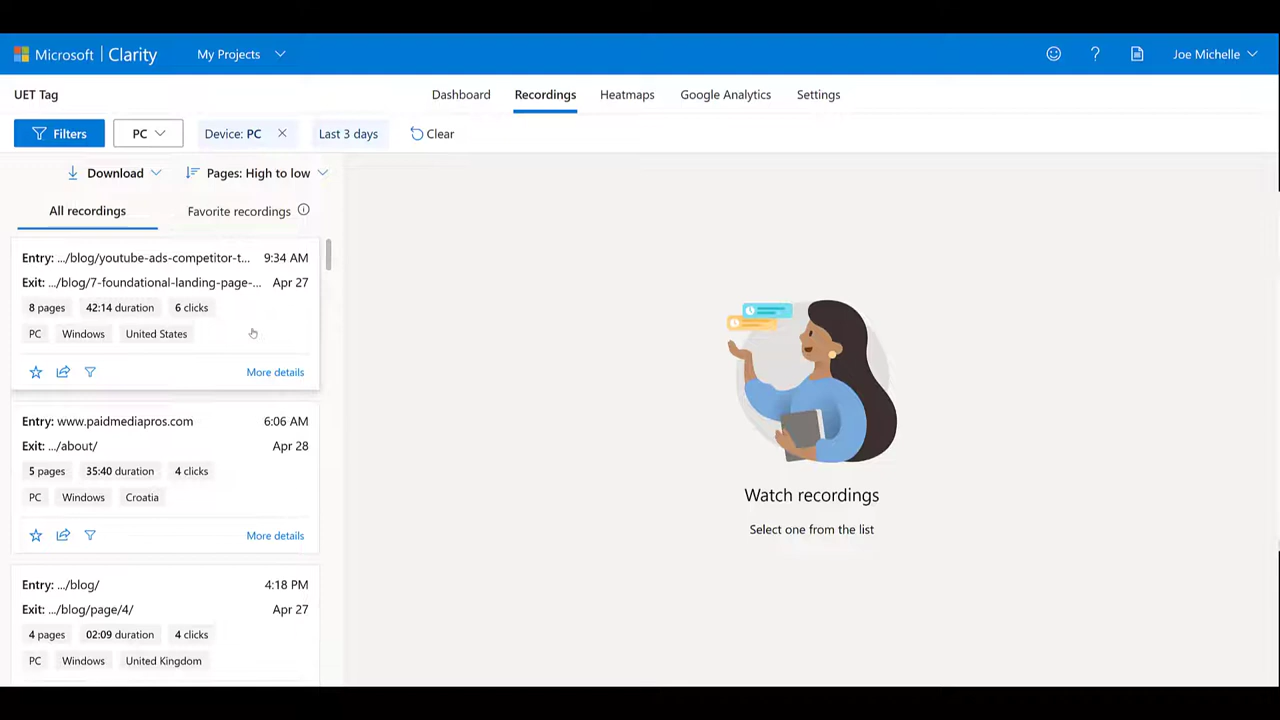 Microsoft | Clarity My Projects Joe Michelle
UET Tag Dashboard Recordings Heatmaps Google Analytics Settings
Filters PC Device: PC Last 3 days Clear
Download Pages: High to low
All recordings Favorite recordings
Entry: .../blog/youtube-ads-competitor-t... 9:34 AM
Exit: .../blog/7-foundational-landing-page-... Apr 27
8 pages 42:14 duration 6 clicks
PC Windows United States
More details
Entry: www.paidmediapros.com 6:06 AM
Exit: .../about/ Apr 28
5 pages 35:40 duration 4 clicks
PC Windows Croatia
More details
Entry: .../blog/ 4:18 PM
Exit: .../blog/page/4/ Apr 27
4 pages 02:09 duration 4 clicks
PC Windows United Kingdom
Watch recordings
Select one from the list